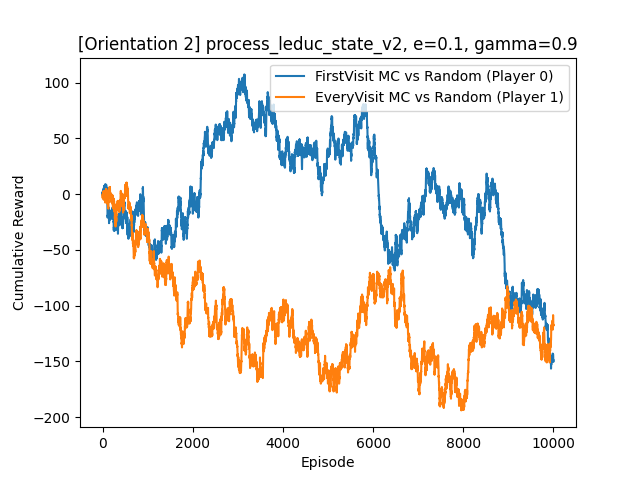 [Orientation 2] process_leduc_state_v2, e=0.1, gamma=0.9
FirstVisit MC vs Random (Player 0)
EveryVisit MC vs Random (Player 1)
100
50
0
−50
−100
−150
−200
Cumulative Reward
0 2000 4000 6000 8000 10000
Episode